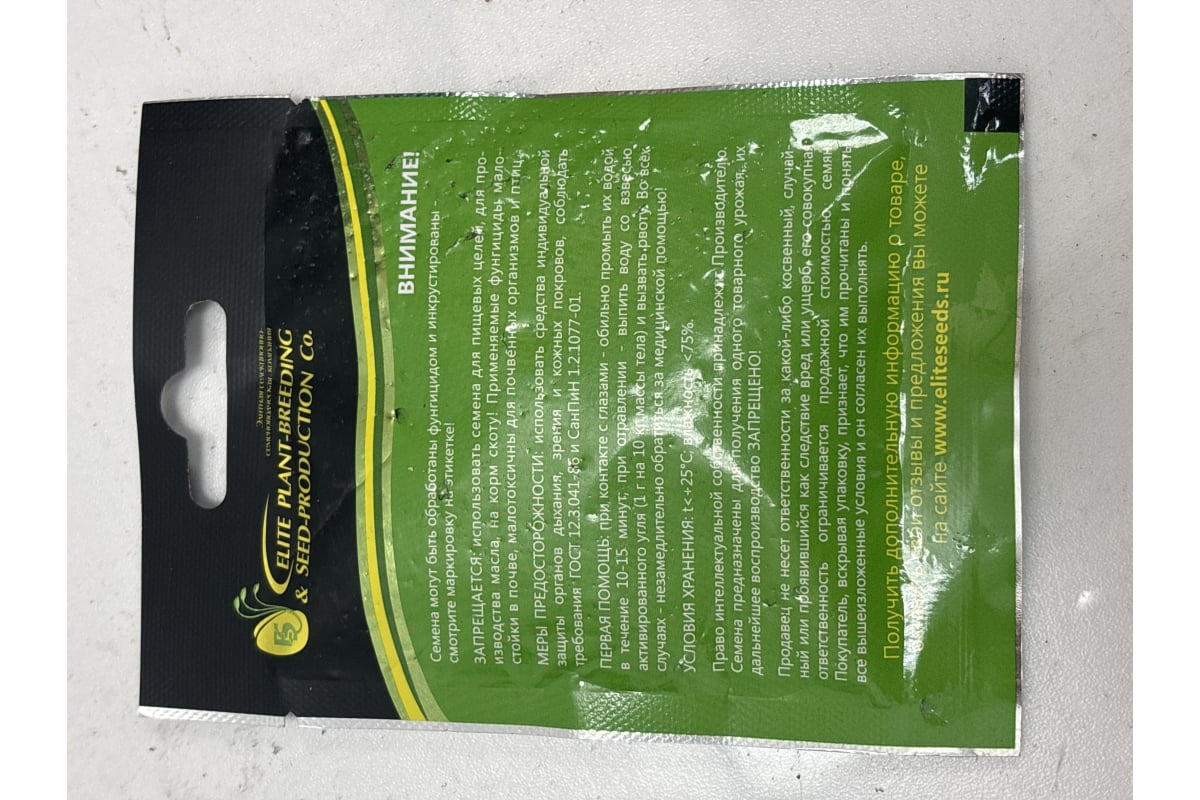 Элитная селекционно-
семеноводческая компания
ELITE PLANT-BREEDING
& SEED-PRODUCTION Co.
ES
ВНИМАНИЕ!
Семена могут быть обработаны фунгицидом и инкрустированы -
смотрите маркировку на этикетке!
ЗАПРЕЩАЕТСЯ: использовать семена для пищевых целей, для про-
изводства масла, на корм скоту! Применяемые фунгициды мало-
стойки в почве, малотоксичны для почвенных организмов и птиц.
МЕРЫ ПРЕДОСТОРОЖНОСТИ: использовать средства индивидуальной
защиты органов дыхания, зрения и кожных покровов, соблюдать
требования ГОСТ 12.3.041-86 и СанПиН 1.2.1077-01.
ПЕРВАЯ ПОМОЩЬ: при контакте с глазами - обильно промыть их водой
в течение 10-15 минут; при отравлении - выпить воду со взвесью
активированного угля (1 г на 10 кг массы тела) и вызвать рвоту. Во всех
случаях - незамедлительно обратиться за медицинской помощью!
УСЛОВИЯ ХРАНЕНИЯ: t<+25°C, влажность <75%.
Право интеллектуальной собственности принадлежит Производителю.
Семена предназначены для получения одного товарного урожая, их
дальнейшее воспроизводство ЗАПРЕЩЕНО!
Продавец не несет ответственности за какой-либо косвенный, случай-
ный или проявившийся как следствие вред или ущерб, его совокупная
ответственность ограничивается продажной стоимостью семян.
Покупатель, вскрывая упаковку, признает, что им прочитаны и поняты
все вышеизложенные условия и он согласен их выполнять.
Получить дополнительную информацию о товаре,
отзывы и предложения вы можете
на сайте www.eliteseeds.ru